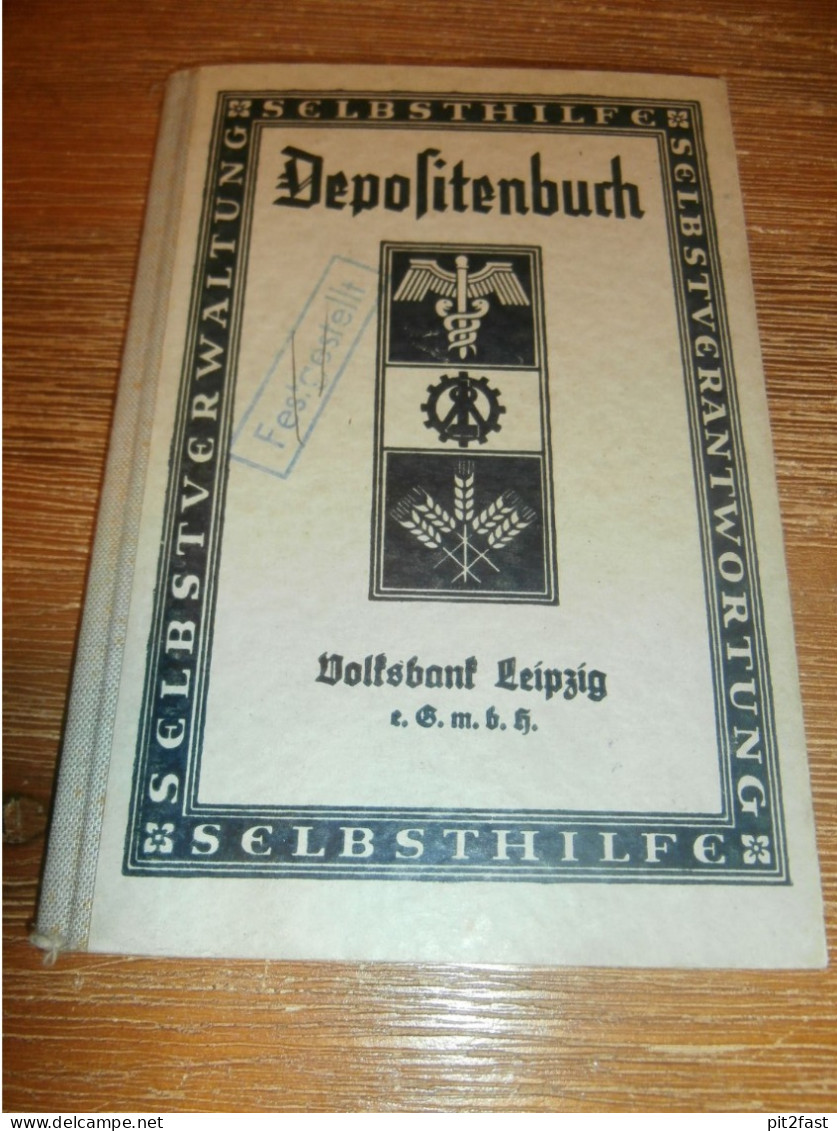 SELBSTHILFE
SELBSTVERWALTUNG
SELBSTVERANTWORTUNG
Depositenbuch
Festgestellt
Volksbank Leipzig
e. G. m. b. H.
SELBSTHILFE
www.delcampe.net
pit2fast